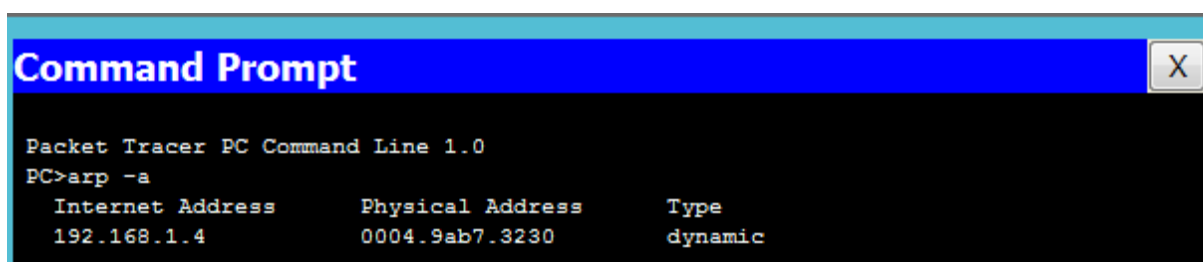 Command Prompt X
Packet Tracer PC Command Line 1.0
PC>arp -a
Internet Address Physical Address Type
192.168.1.4 0004.9ab7.3230 dynamic